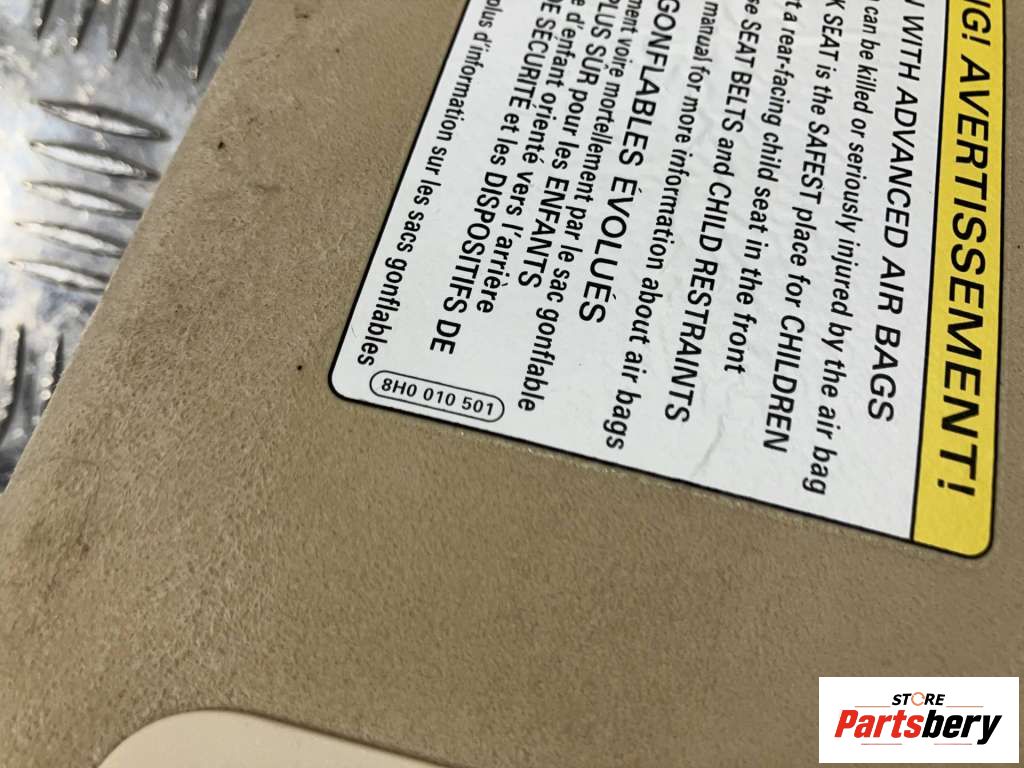 NG! AVERTISSEMENT!
WITH ADVANCED AIR BAGS
can be killed or seriously injured by the air bag
SEAT is the SAFEST place for CHILDREN
a rear-facing child seat in the front
SEAT BELTS and CHILD RESTRAINTS
manual for more information about air bags
GONFLABLES ÉVOLUÉS
voire mortellement par le sac gonflable
PLUS SÛR pour les ENFANTS
d'enfant orienté vers l'arrière
DE SÉCURITÉ et les DISPOSITIFS DE
plus d'information sur les sacs gonflables
8H0 010 501
STORE
Partsbery